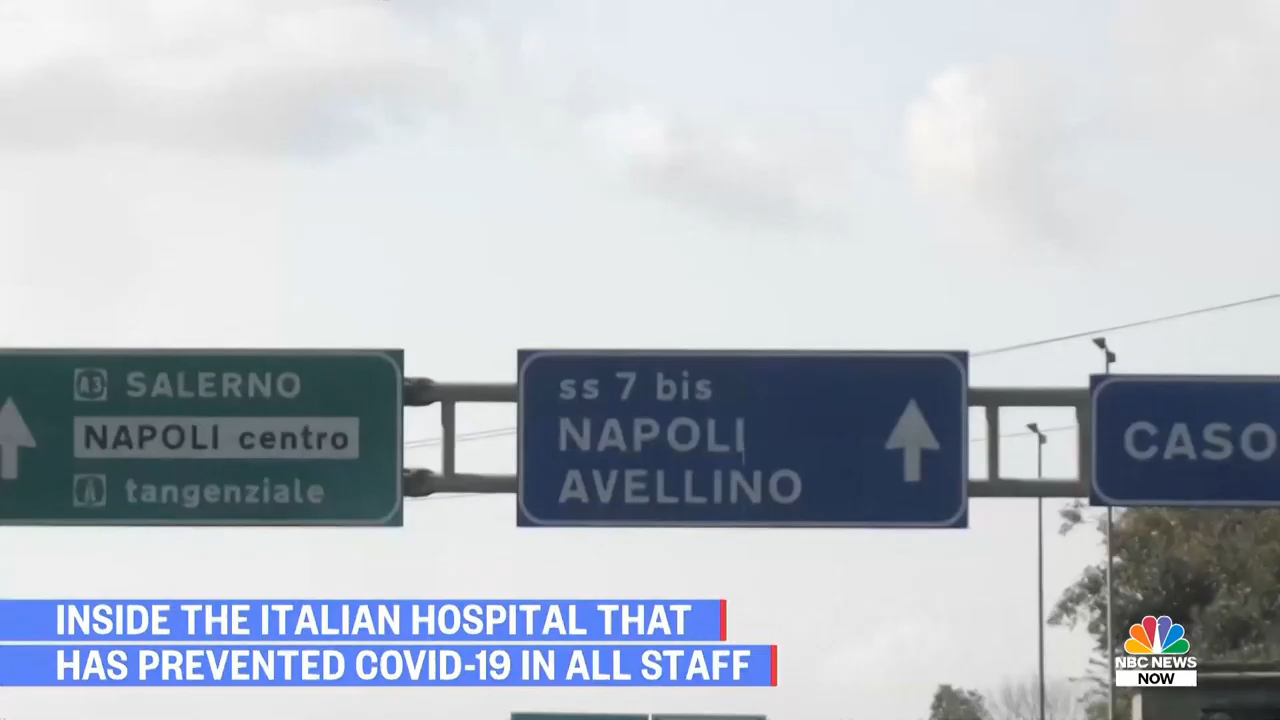 A3 SALERNO
NAPOLI centro
A tangenziale
ss 7 bis
NAPOLI
AVELLINO
CASO
INSIDE THE ITALIAN HOSPITAL THAT
HAS PREVENTED COVID-19 IN ALL STAFF
NBC NEWS
NOW